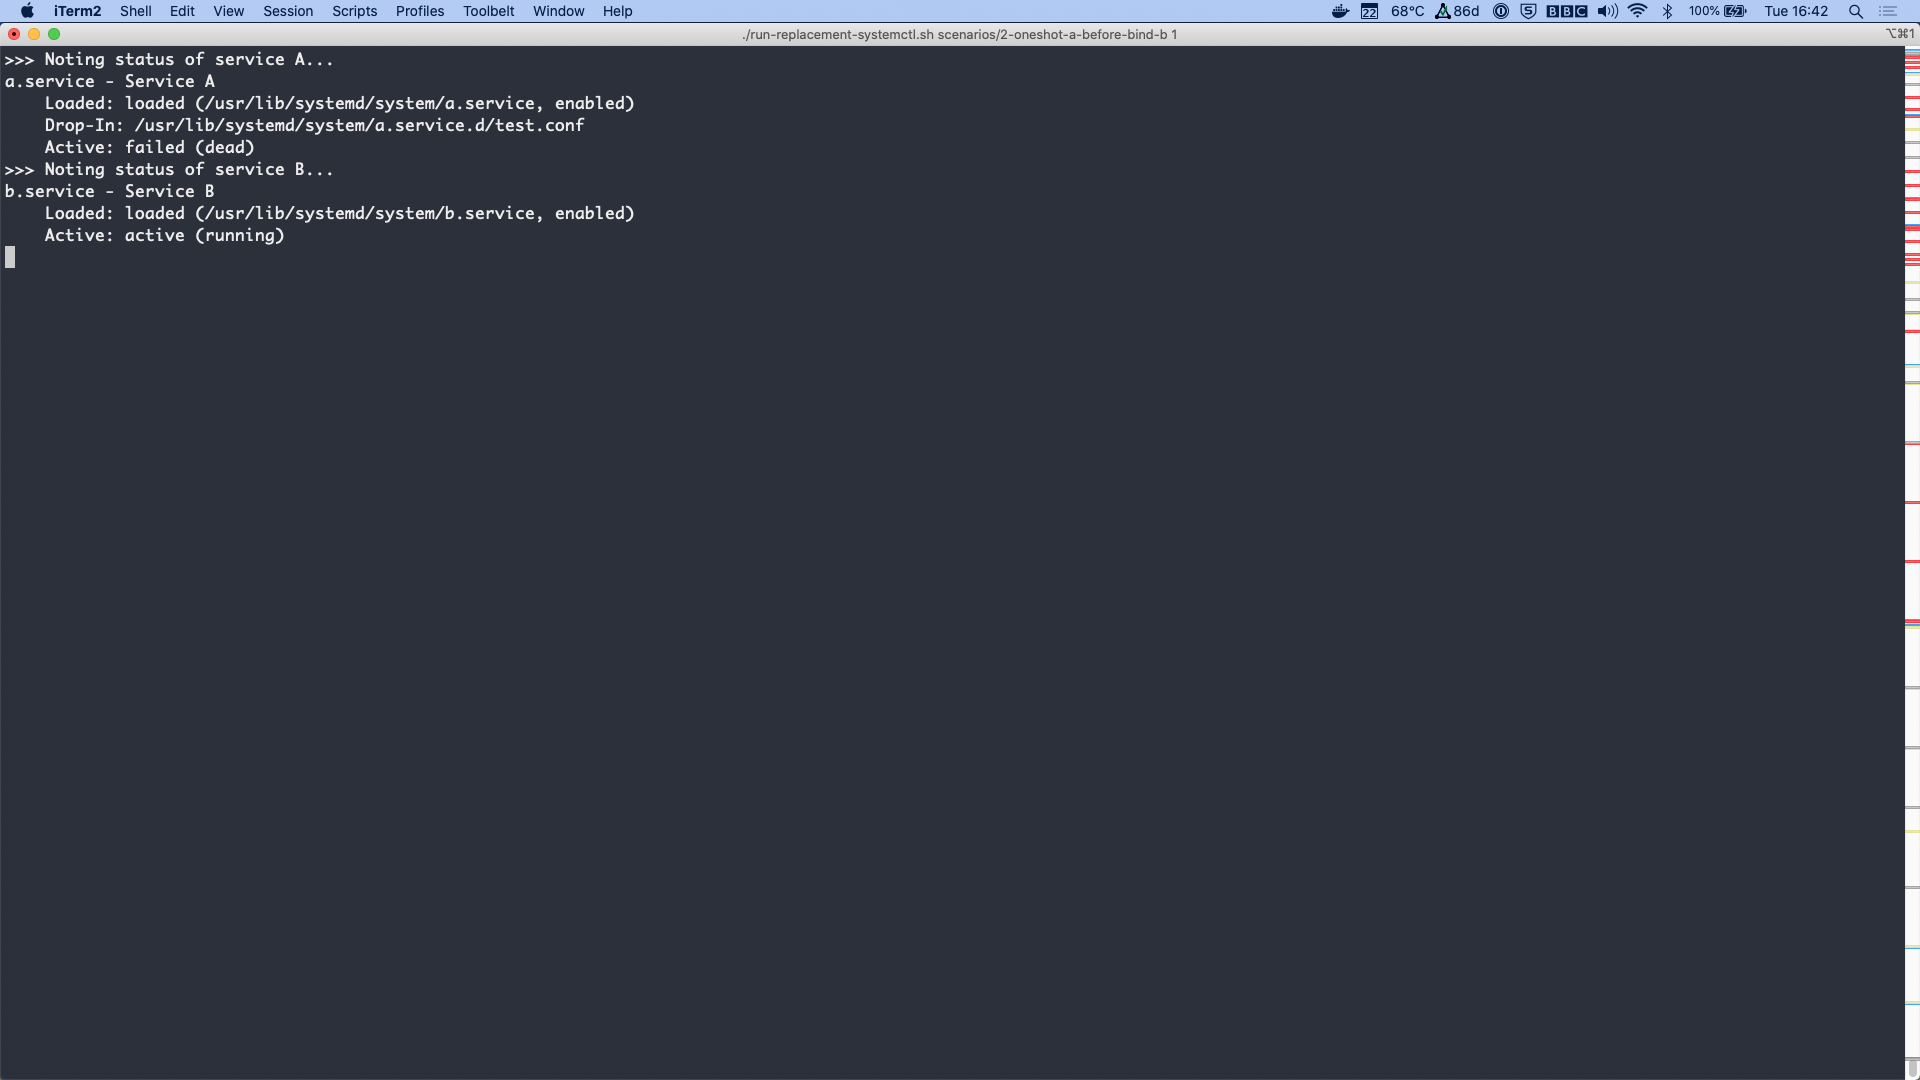 iTerm2 Shell Edit View Session Scripts Profiles Toolbelt Window Help 22 68°C 86d BBC 100% Tue 16:42
./run-replacement-systemctl.sh scenarios/2-oneshot-a-before-bind-b 1 ⌥⌘1
>>> Noting status of service A...
a.service - Service A
    Loaded: loaded (/usr/lib/systemd/system/a.service, enabled)
    Drop-In: /usr/lib/systemd/system/a.service.d/test.conf
    Active: failed (dead)
>>> Noting status of service B...
b.service - Service B
    Loaded: loaded (/usr/lib/systemd/system/b.service, enabled)
    Active: active (running)